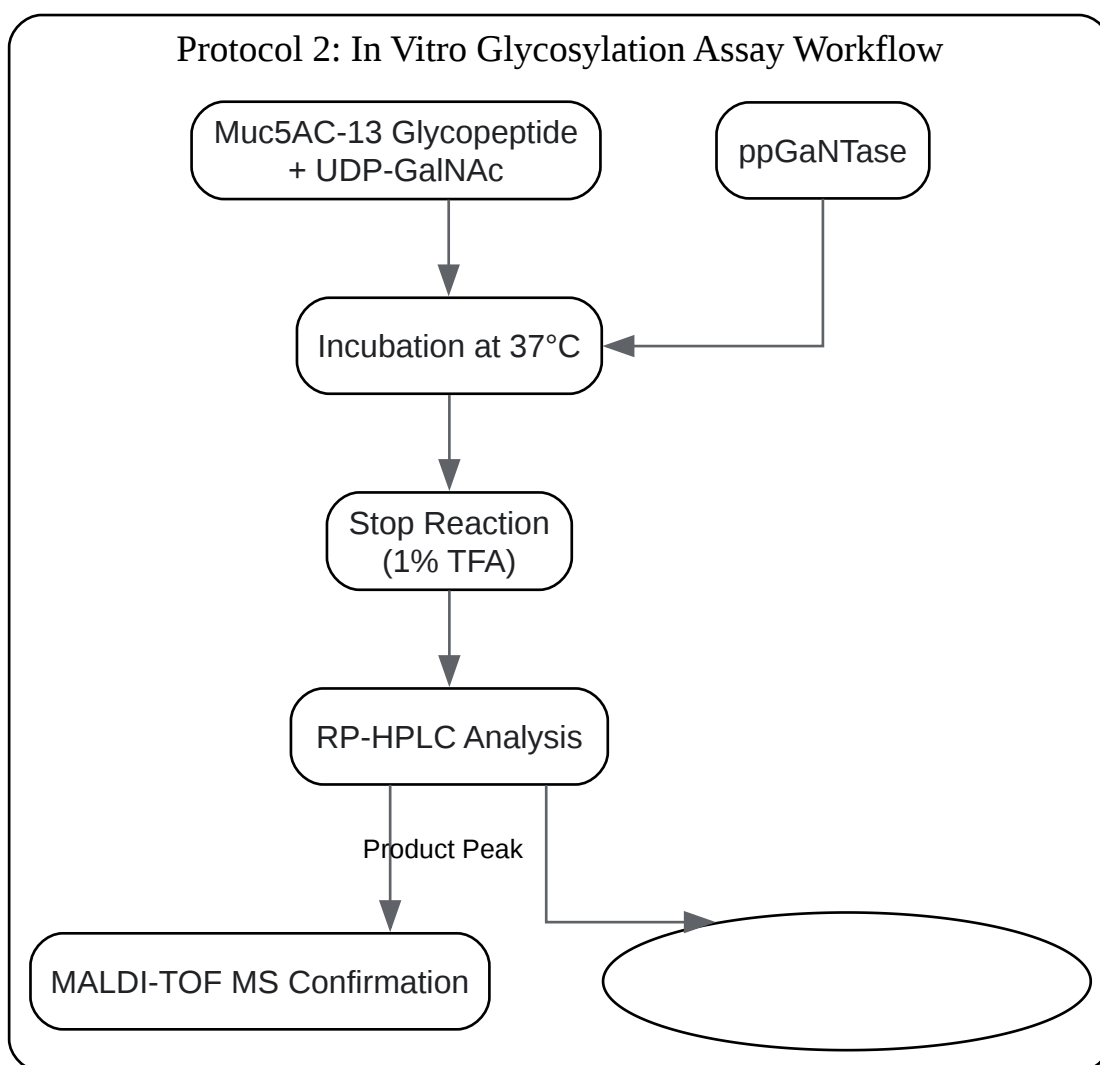 Protocol 2: In Vitro Glycosylation Assay Workflow
Muc5AC-13 Glycopeptide
+ UDP-GalNAc
ppGaNTase
Incubation at 37°C
Stop Reaction
(1% TFA)
RP-HPLC Analysis
Product Peak
MALDI-TOF MS Confirmation